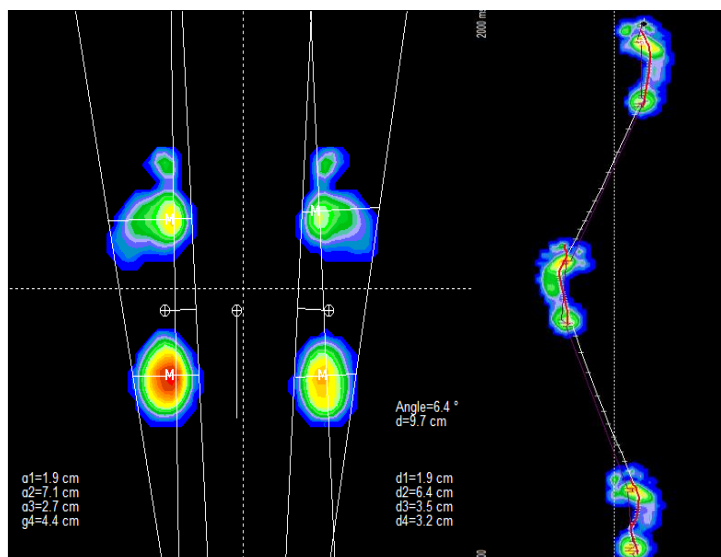 2000 ms
M
M
M
M
Angle=6.4 °
d=9.7 cm
g1=1.9 cm
g2=7.1 cm
g3=2.7 cm
g4=4.4 cm
d1=1.9 cm
d2=6.4 cm
d3=3.5 cm
d4=3.2 cm